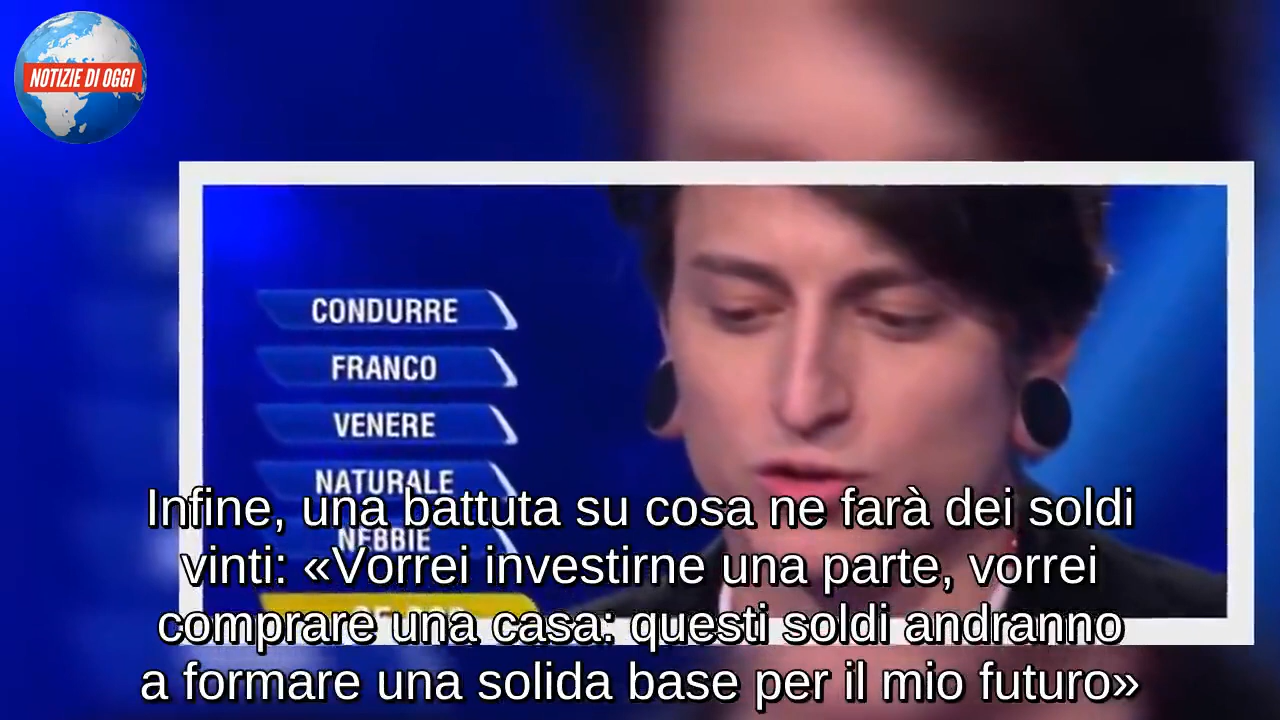 NOTIZIE DI OGGI
CONDURRE
FRANCO
VENERE
NATURALE
NEBBIE
Infine, una battuta su cosa ne farà dei soldi
vinti: «Vorrei investirne una parte, vorrei
comprare una casa: questi soldi andranno
a formare una solida base per il mio futuro»